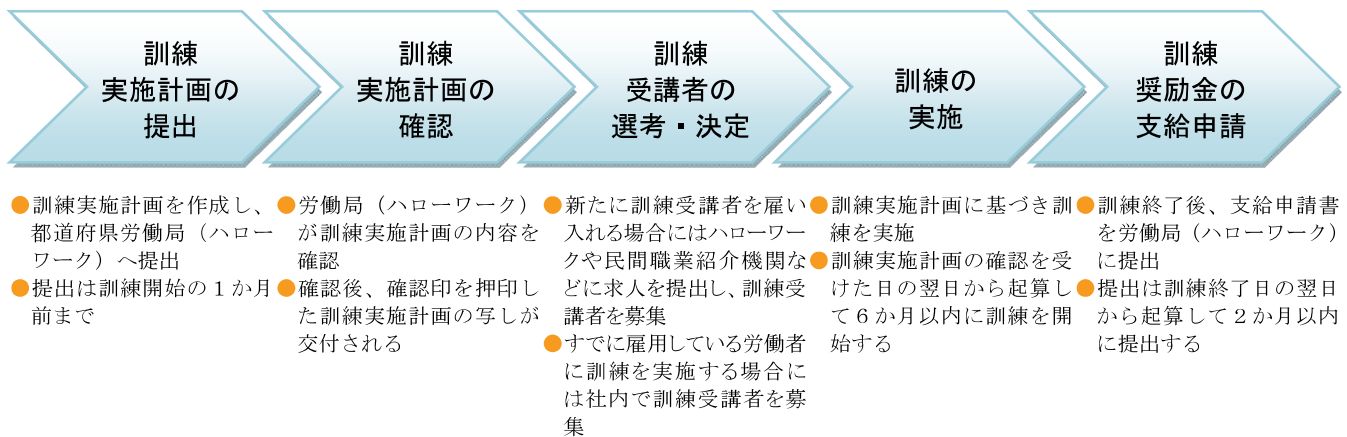 訓練
実施計画の
提出
訓練
実施計画の
確認
訓練
受講者の
選考・決定
訓練の
実施
訓練
奨励金の
支給申請
●訓練実施計画を作成し、
都道府県労働局（ハロー
ワーク）へ提出
●提出は訓練開始の１か月
前まで
●労働局（ハローワーク）
が訓練実施計画の内容を
確認
●確認後、確認印を押印し
た訓練実施計画の写しが
交付される
●新たに訓練受講者を雇い
入れる場合にはハローワー
クや民間職業紹介機関な
どに求人を提出し、訓練受
講者を募集
●すでに雇用している労働者
に訓練を実施する場合に
は社内で訓練受講者を募
集
●訓練実施計画に基づき訓
練を実施
●訓練実施計画の確認を受
けた日の翌日から起算し
て６か月以内に訓練を開
始する
●訓練終了後、支給申請書
を労働局（ハローワーク）
に提出
●提出は訓練終了日の翌日
から起算して２か月以内
に提出する